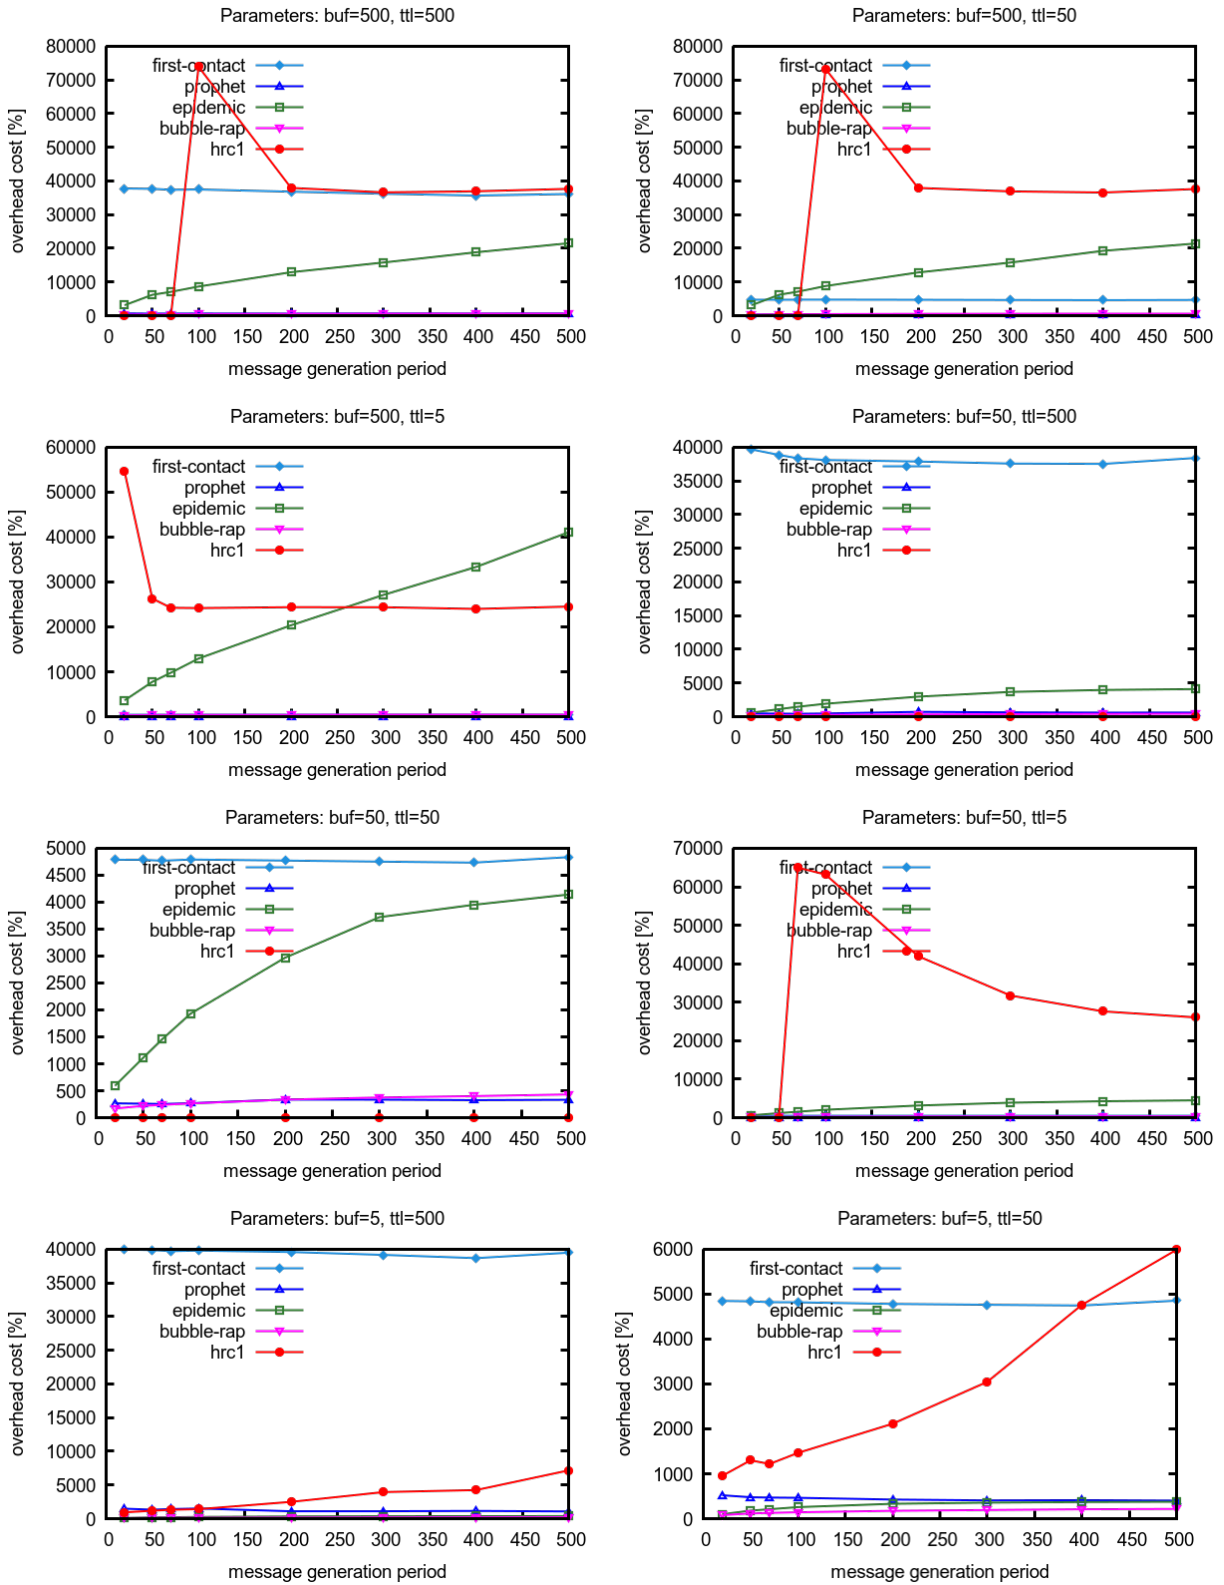 Parameters: buf=500, ttl=500
80000
70000
60000
50000
40000
30000
20000
10000
0
overhead cost [%]
first-contact
prophet
epidemic
bubble-rap
hrc1
0 50 100 150 200 250 300 350 400 450 500
message generation period
Parameters: buf=500, ttl=50
80000
70000
60000
50000
40000
30000
20000
10000
0
overhead cost [%]
first-contact
prophet
epidemic
bubble-rap
hrc1
0 50 100 150 200 250 300 350 400 450 500
message generation period
Parameters: buf=500, ttl=5
60000
50000
40000
30000
20000
10000
0
overhead cost [%]
first-contact
prophet
epidemic
bubble-rap
hrc1
0 50 100 150 200 250 300 350 400 450 500
message generation period
Parameters: buf=50, ttl=500
40000
35000
30000
25000
20000
15000
10000
5000
0
overhead cost [%]
first-contact
prophet
epidemic
bubble-rap
hrc1
0 50 100 150 200 250 300 350 400 450 500
message generation period
Parameters: buf=50, ttl=50
5000
4500
4000
3500
3000
2500
2000
1500
1000
500
0
overhead cost [%]
first-contact
prophet
epidemic
bubble-rap
hrc1
0 50 100 150 200 250 300 350 400 450 500
message generation period
Parameters: buf=50, ttl=5
70000
60000
50000
40000
30000
20000
10000
0
overhead cost [%]
first-contact
prophet
epidemic
bubble-rap
hrc1
0 50 100 150 200 250 300 350 400 450 500
message generation period
Parameters: buf=5, ttl=500
40000
35000
30000
25000
20000
15000
10000
5000
0
overhead cost [%]
first-contact
prophet
epidemic
bubble-rap
hrc1
0 50 100 150 200 250 300 350 400 450 500
message generation period
Parameters: buf=5, ttl=50
6000
5000
4000
3000
2000
1000
0
overhead cost [%]
first-contact
prophet
epidemic
bubble-rap
hrc1
0 50 100 150 200 250 300 350 400 450 500
message generation period